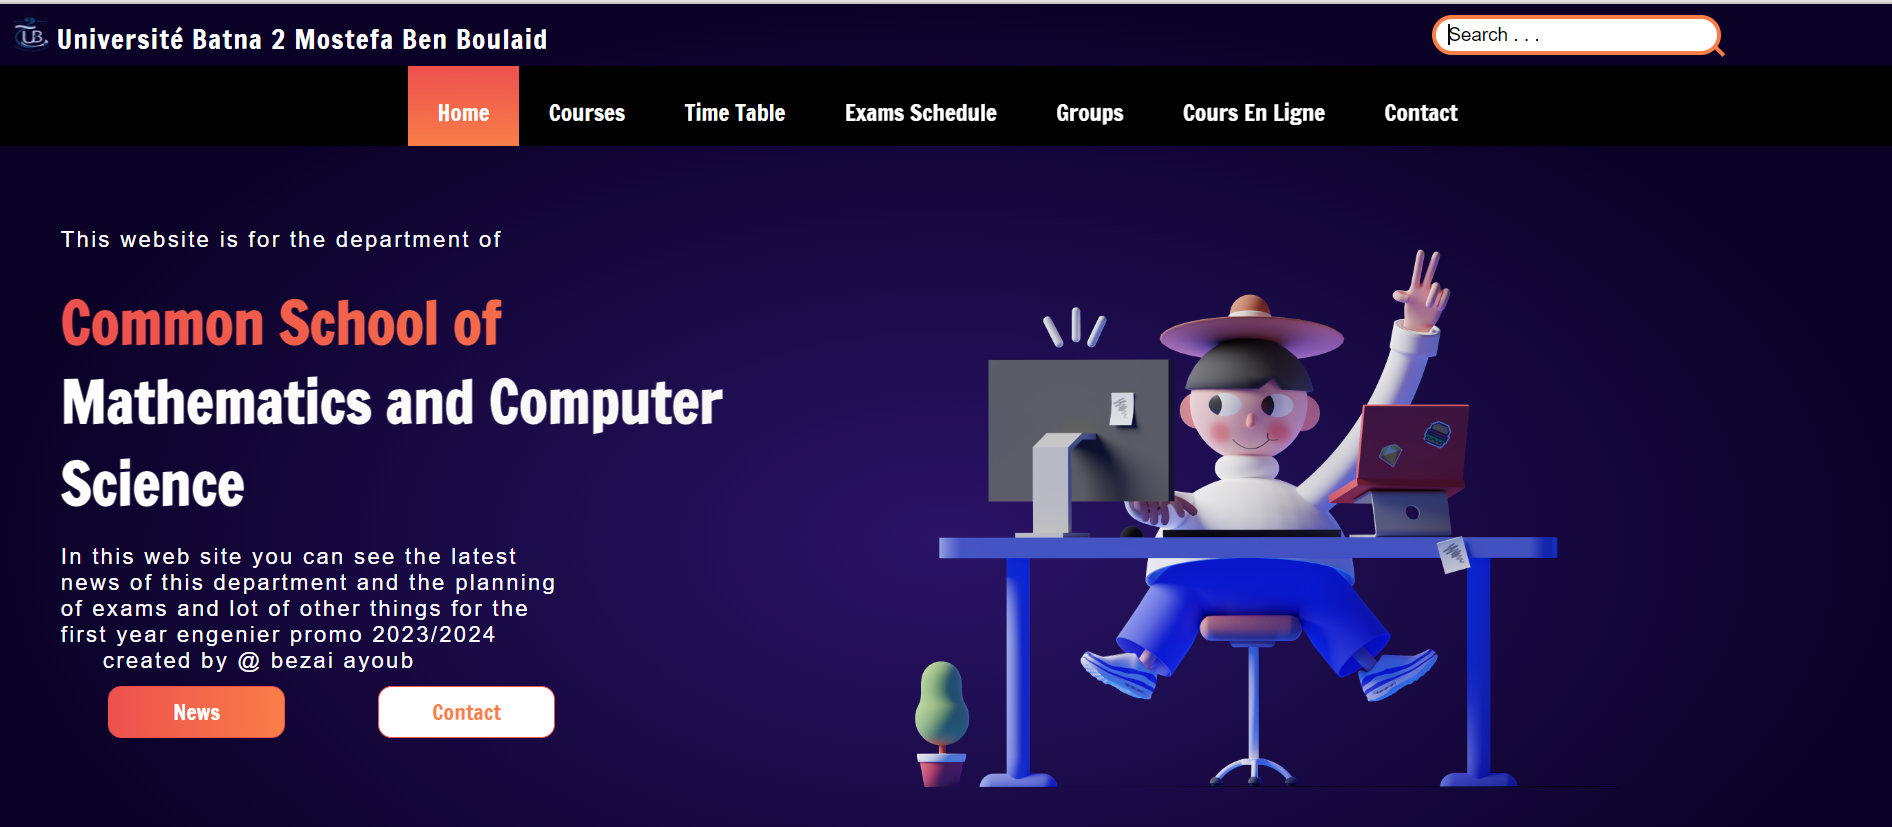 UB.
Université Batna 2 Mostefa Ben Boulaid
Search . . .
Home
Courses
Time Table
Exams Schedule
Groups
Cours En Ligne
Contact
This website is for the department of
Common School of
Mathematics and Computer
Science
In this web site you can see the latest
news of this department and the planning
of exams and lot of other things for the
first year engenier promo 2023/2024
created by @ bezai ayoub
News
Contact